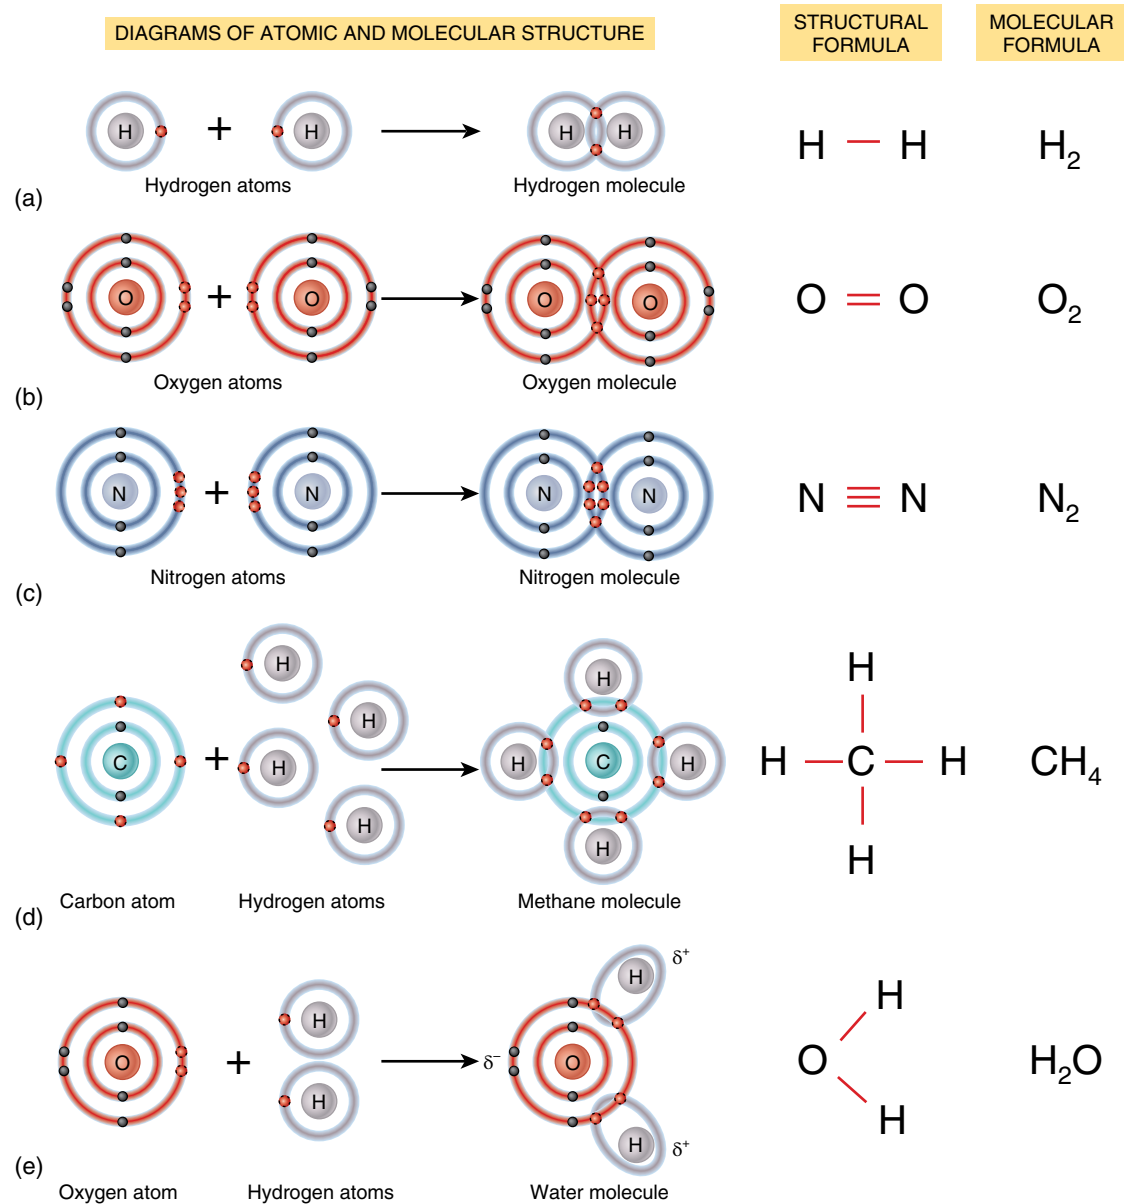 DIAGRAMS OF ATOMIC AND MOLECULAR STRUCTURE
STRUCTURAL
FORMULA
MOLECULAR
FORMULA
H + H H H H H H₂
Hydrogen atoms Hydrogen molecule
(a)
O + O O O O O O₂
Oxygen atoms Oxygen molecule
(b)
N + N N N N N N₂
Nitrogen atoms Nitrogen molecule
(c)
H
H
H
H
C + H
H
H
C
H
H
H
H
H C H
H
CH₄
Carbon atom Hydrogen atoms Methane molecule
(d)
O + H
H
δ⁻ O
H δ⁺
H δ⁺
H
O
H
H₂O
(e)
Oxygen atom Hydrogen atoms Water molecule